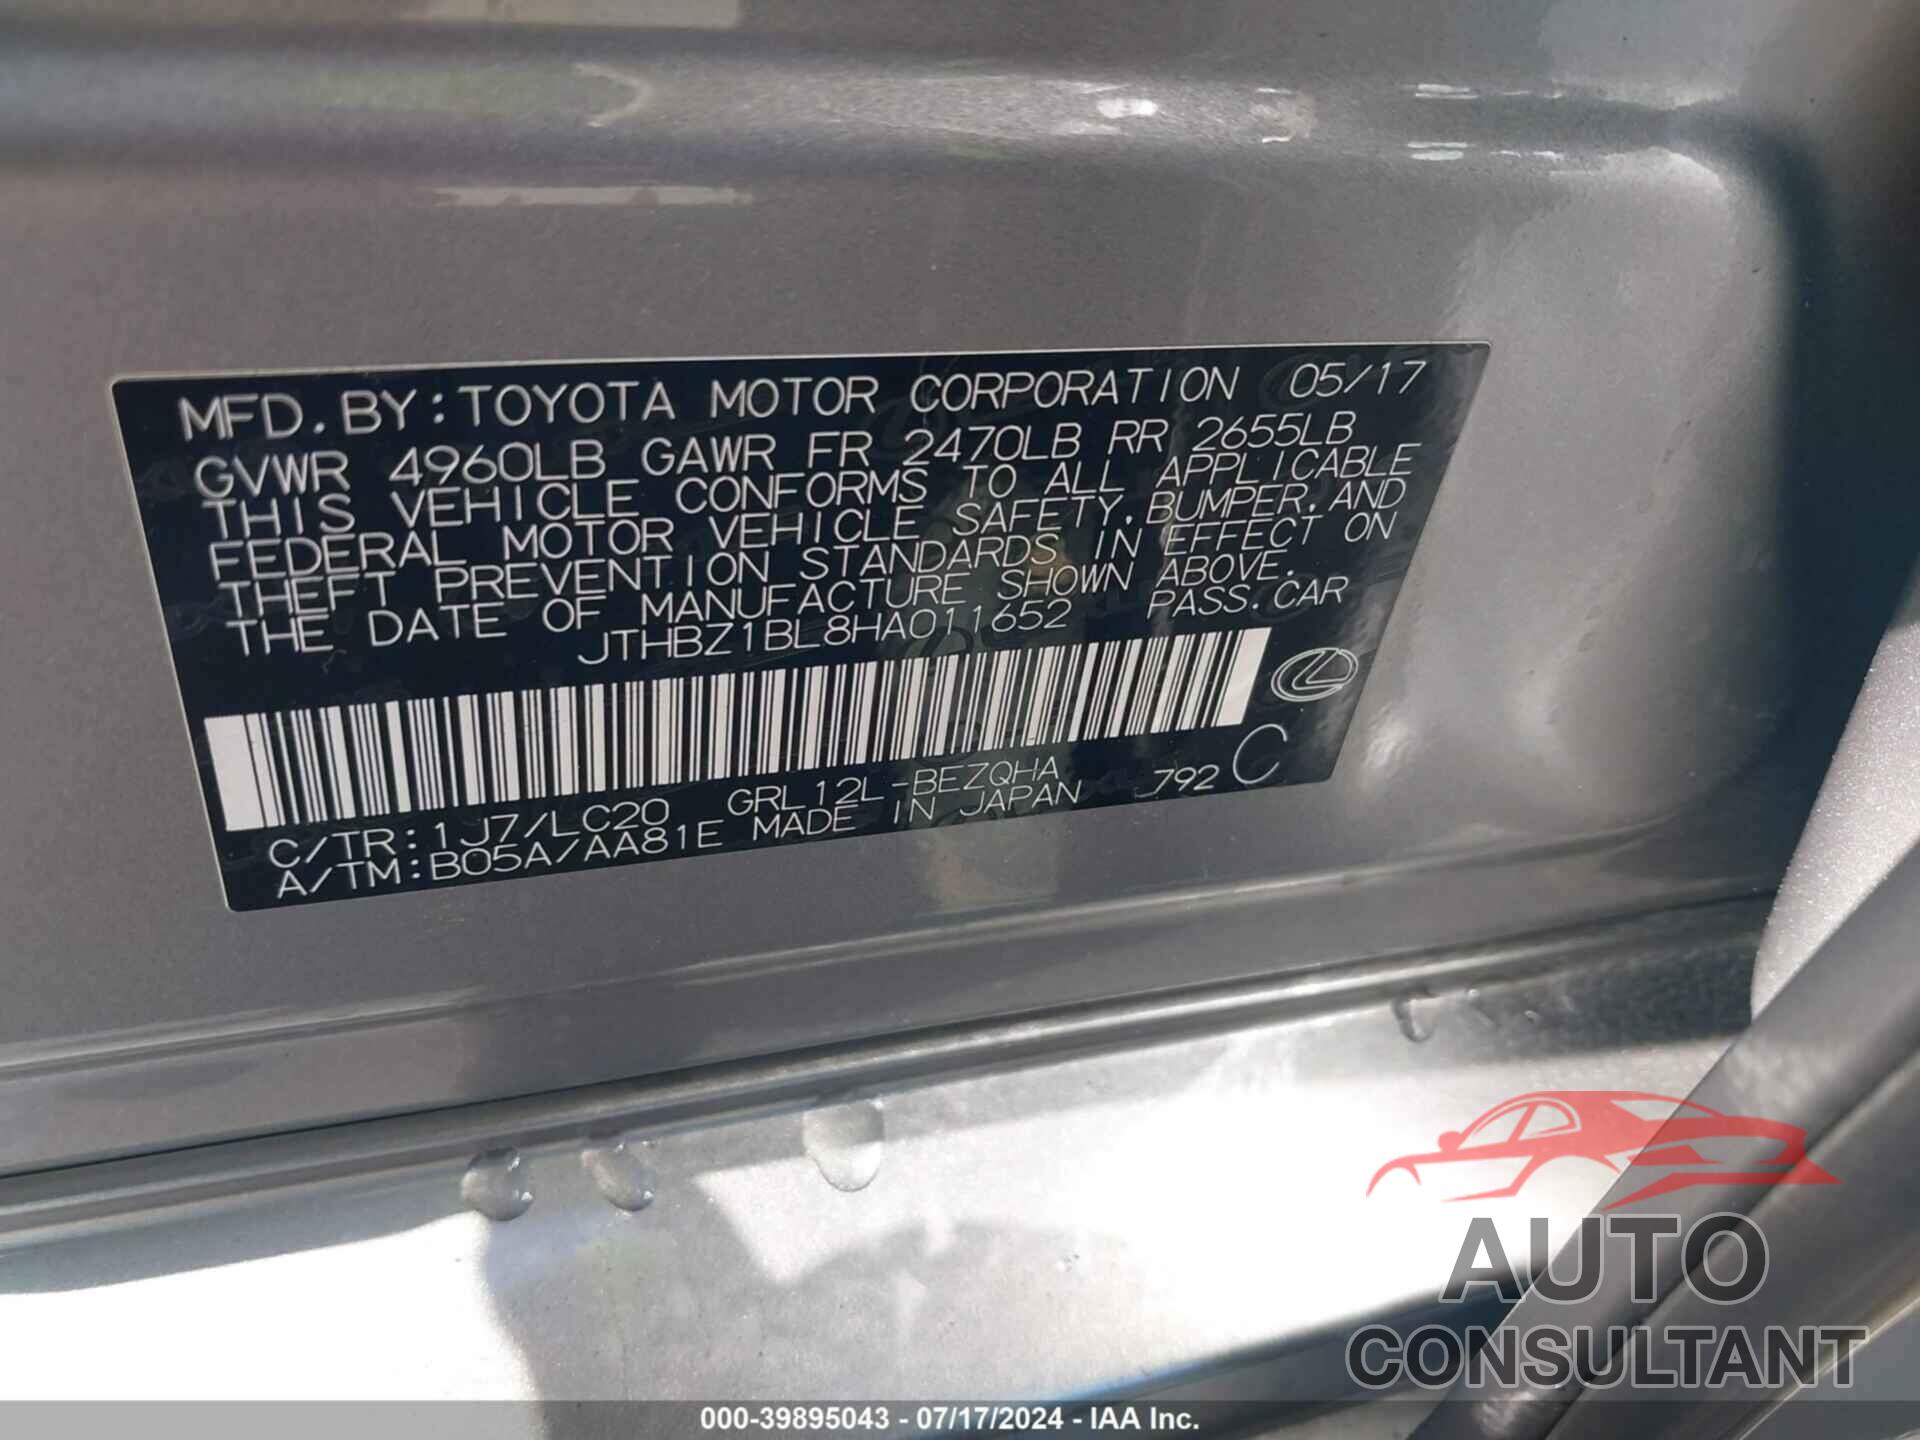 MFD. BY: TOYOTA MOTOR CORPORATION 05/17
GVWR 4960LB GAWR FR 2470LB RR 2655LB
THIS VEHICLE CONFORMS TO ALL APPLICABLE
FEDERAL MOTOR VEHICLE SAFETY, BUMPER, AND
THEFT PREVENTION STANDARDS IN EFFECT ON
THE DATE OF MANUFACTURE SHOWN ABOVE.
JTHBZ1BL8HA011652 PASS. CAR
C/TR: 1J7/LC20 GRL12L-BEZQHA 792 C
A/TM: B05A/AA81E MADE IN JAPAN
AUTO
CONSULTANT
000-39895043 - 07/17/2024 - IAA Inc.